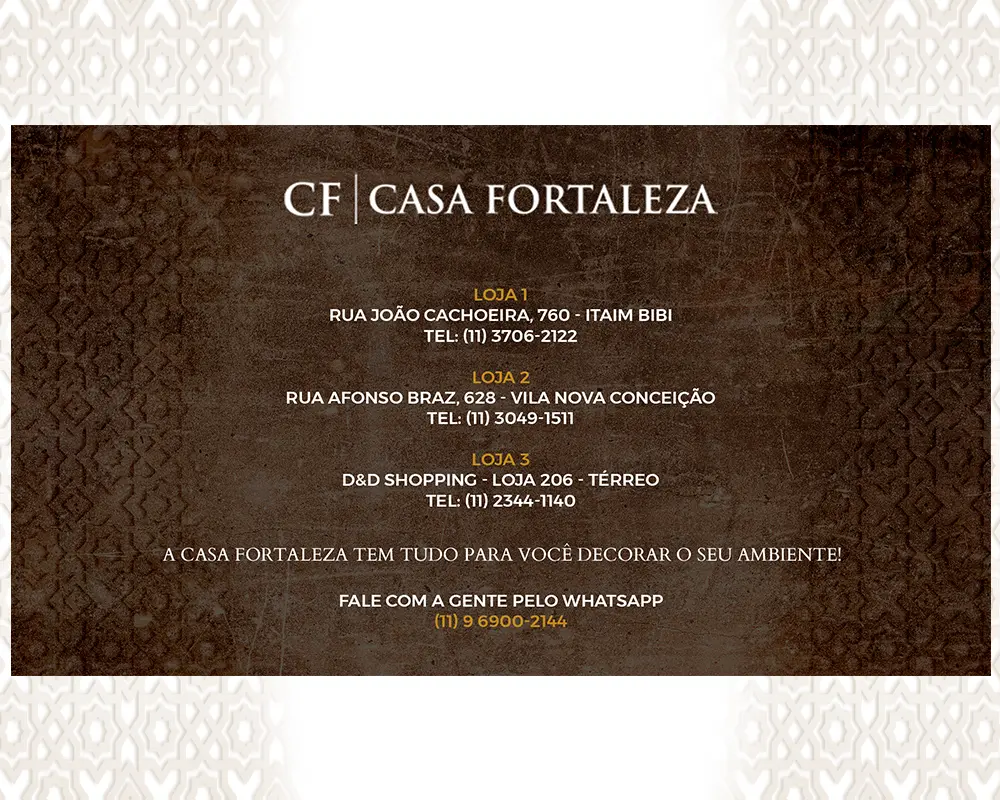 CF | CASA FORTALEZA
LOJA 1
RUA JOÃO CACHOEIRA, 760 - ITAIM BIBI
TEL: (11) 3706-2122
LOJA 2
RUA AFONSO BRAZ, 628 - VILA NOVA CONCEIÇÃO
TEL: (11) 3049-1511
LOJA 3
D&D SHOPPING - LOJA 206 - TÉRREO
TEL: (11) 2344-1140
A CASA FORTALEZA TEM TUDO PARA VOCÊ DECORAR O SEU AMBIENTE!
FALE COM A GENTE PELO WHATSAPP
(11) 9 6900-2144